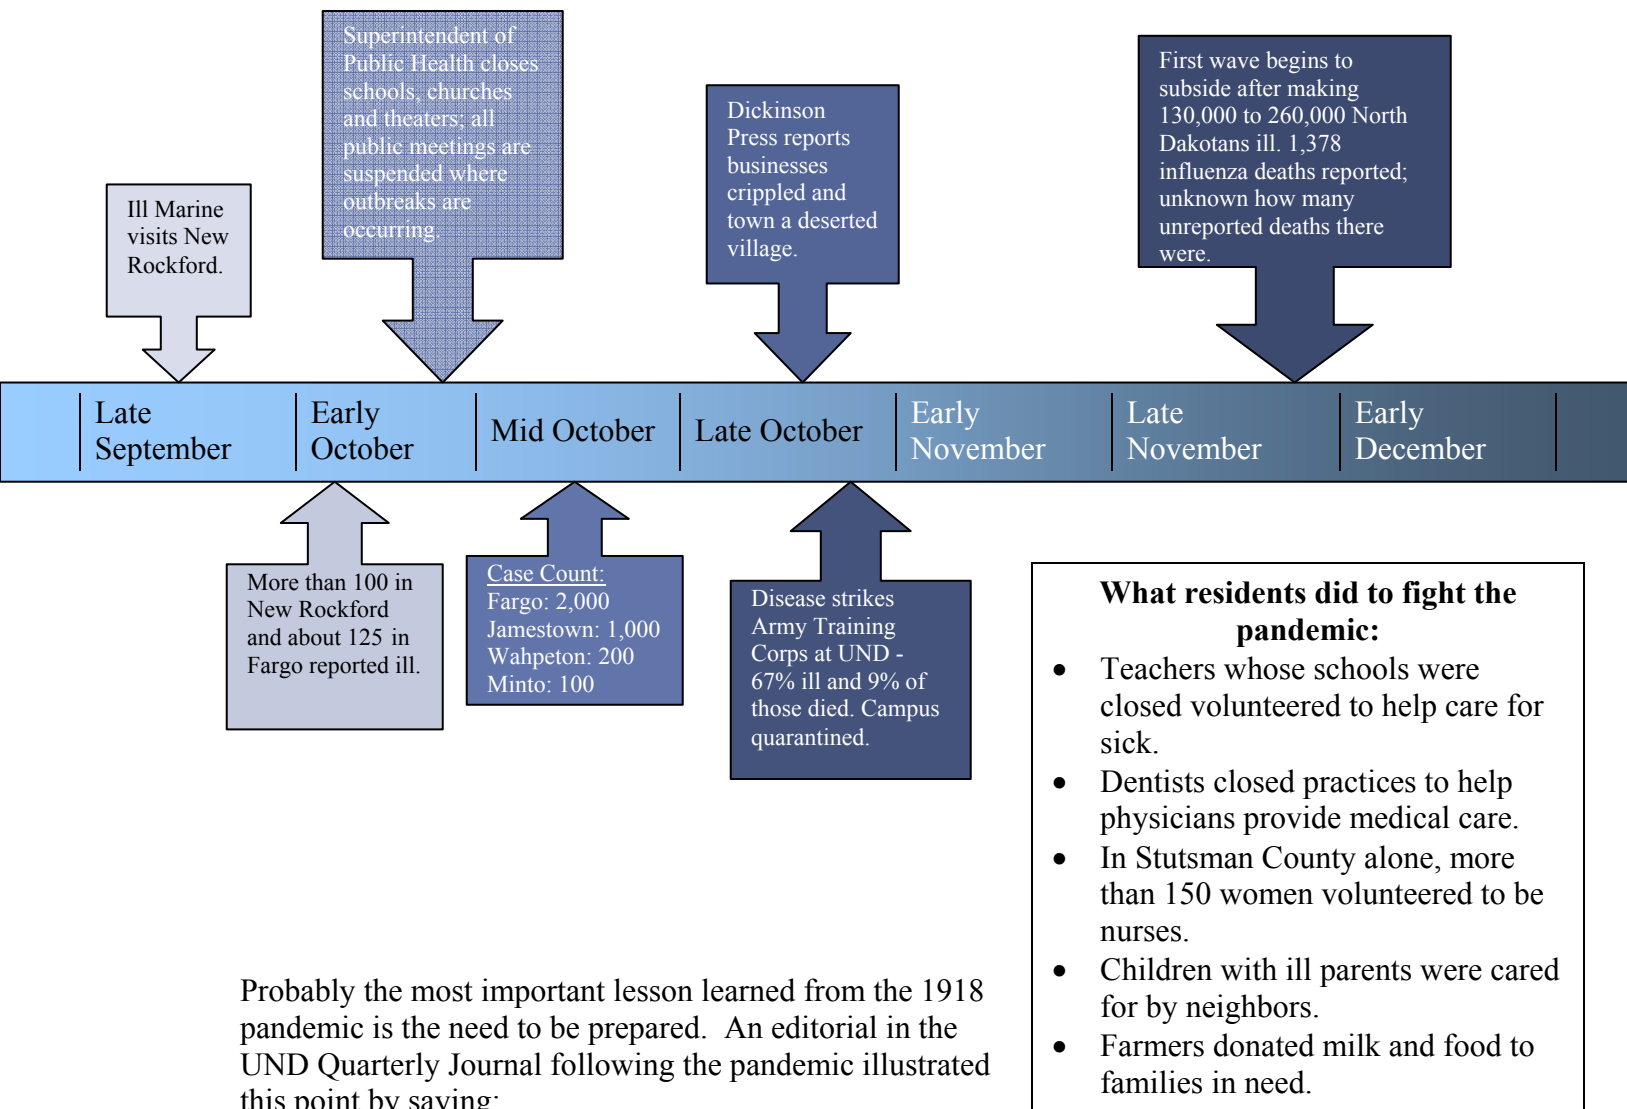 Superintendent of
Public Health closes
schools, churches
and theaters; all
public meetings are
suspended where
outbreaks are
occurring.
First wave begins to
subside after making
130,000 to 260,000 North
Dakotans ill. 1,378
influenza deaths reported;
unknown how many
unreported deaths there
were.
Dickinson
Press reports
businesses
crippled and
town a deserted
village.
Ill Marine
visits New
Rockford.
Late
September
Early
October
Mid October
Late October
Early
November
Late
November
Early
December
More than 100 in
New Rockford
and about 125 in
Fargo reported ill.
Case Count:
Fargo: 2,000
Jamestown: 1,000
Wahpeton: 200
Minto: 100
Disease strikes
Army Training
Corps at UND -
67% ill and 9% of
those died. Campus
quarantined.
What residents did to fight the
pandemic:
• Teachers whose schools were
closed volunteered to help care for
sick.
• Dentists closed practices to help
physicians provide medical care.
• In Stutsman County alone, more
than 150 women volunteered to be
nurses.
• Children with ill parents were cared
for by neighbors.
• Farmers donated milk and food to
families in need.
Probably the most important lesson learned from the 1918
pandemic is the need to be prepared.  An editorial in the
UND Quarterly Journal following the pandemic illustrated
this point by saying: